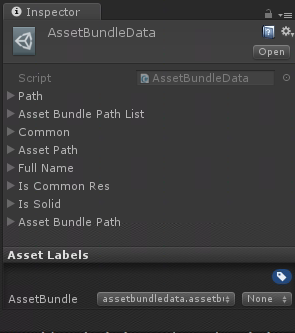 Inspector
AssetBundleData
Open
Script AssetBundleData
Path
Asset Bundle Path List
Common
Asset Path
Full Name
Is Common Res
Is Solid
Asset Bundle Path
Asset Labels
AssetBundle assetbundledata.assetb None